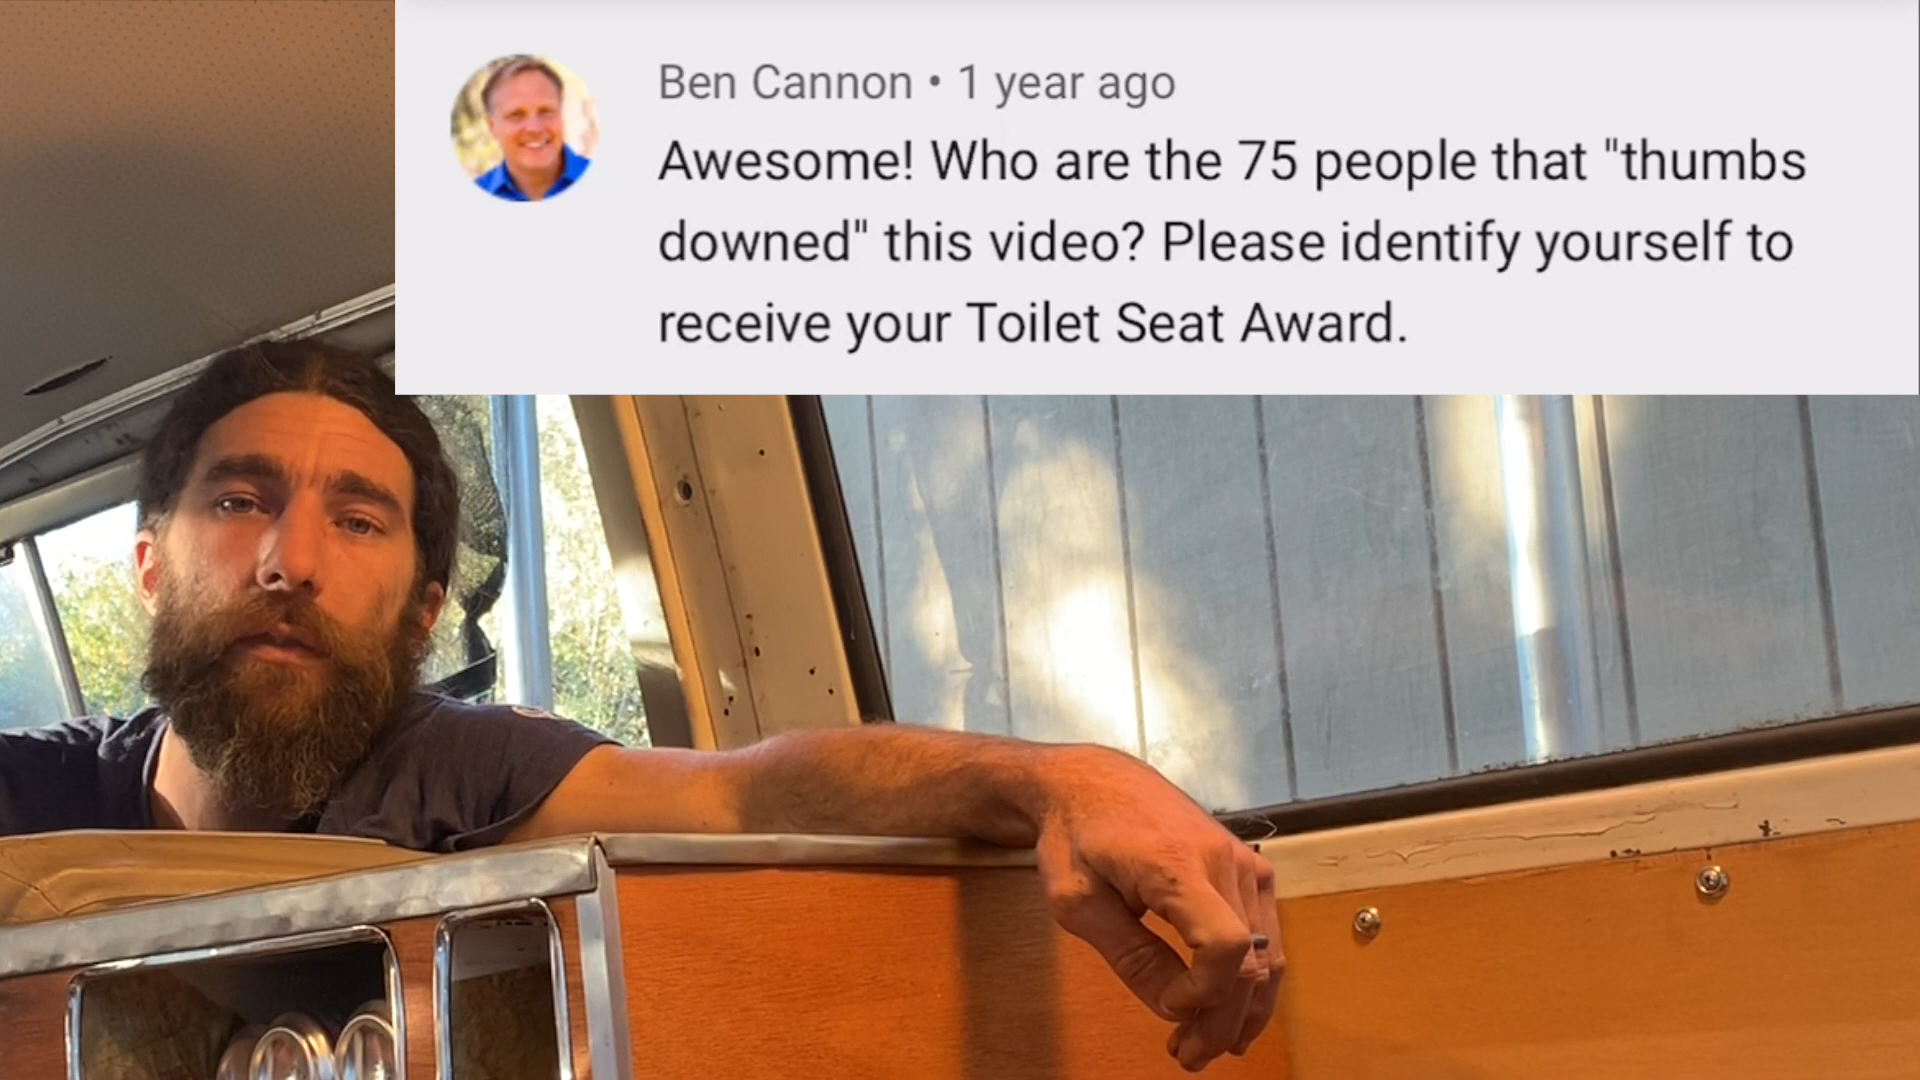 Ben Cannon • 1 year ago
Awesome! Who are the 75 people that "thumbs
downed" this video? Please identify yourself to
receive your Toilet Seat Award.